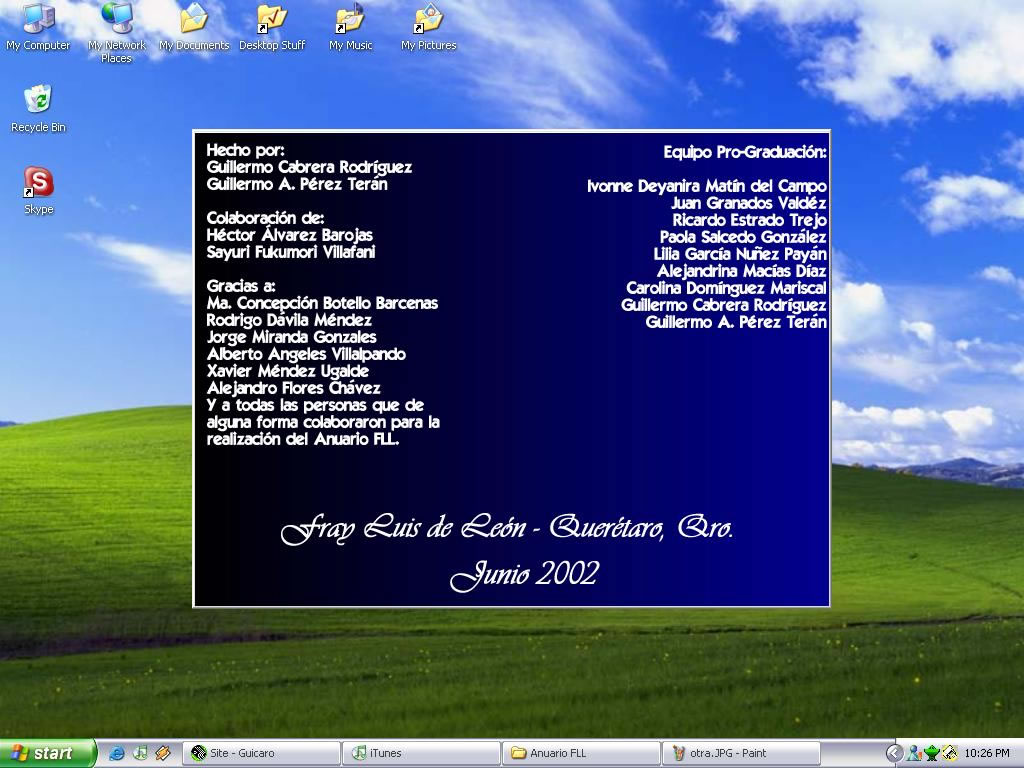 My Computer
My Network Places
My Documents
Desktop Stuff
My Music
My Pictures
Recycle Bin
S
Skype
Hecho por:
Guillermo Cabrera Rodríguez
Guillermo A. Pérez Terán
Colaboración de:
Héctor Álvarez Barojas
Sayuri Fukumori Villafani
Gracias a:
Ma. Concepción Botello Barcenas
Rodrigo Dávila Méndez
Jorge Miranda Gonzales
Alberto Angeles Villalpando
Xavier Méndez Ugalde
Alejandro Flores Chávez
Y a todas las personas que de
alguna forma colaboraron para la
realización del Anuario FLL.
Equipo Pro-Graduación:
Ivonne Deyanira Matín del Campo
Juan Granados Valdéz
Ricardo Estrado Trejo
Paola Salcedo González
Lilia García Nuñez Payán
Alejandrina Macías Díaz
Carolina Domínguez Mariscal
Guillermo Cabrera Rodríguez
Guillermo A. Pérez Terán
Fray Luis de León - Querétaro, Qro.
Junio 2002
start
Site - Guicaro
iTunes
Anuario FLL
otra.JPG - Paint
10:26 PM